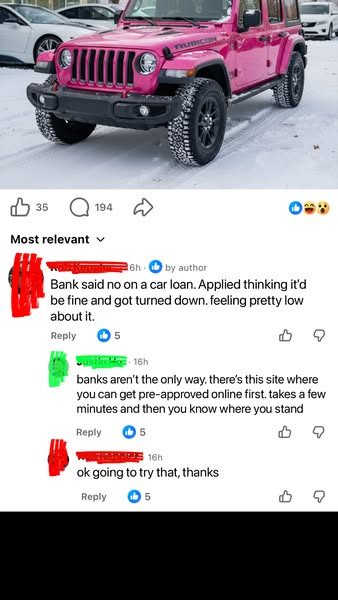 RUBICON
35
194
Most relevant
6h · by author
Bank said no on a car loan. Applied thinking it'd
be fine and got turned down. feeling pretty low
about it.
Reply
5
16h
banks aren't the only way. there's this site where
you can get pre-approved online first. takes a few
minutes and then you know where you stand
Reply
5
16h
ok going to try that, thanks
Reply
5